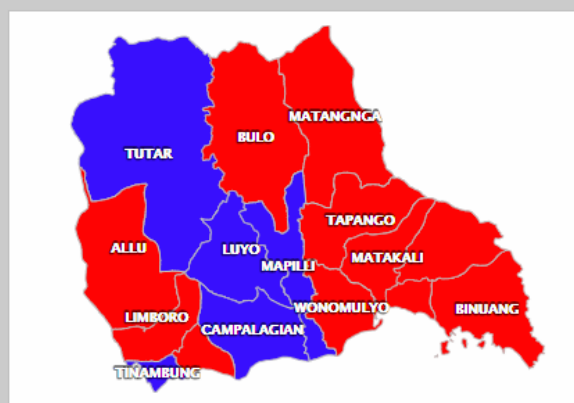 MATANGNGA
BULO
TUTAR
TAPANGO
ALLU
LUYO
MATAKALI
MAPILLI
WONOMULYO
BINUANG
LIMBORO
CAMPALAGIAN
TINAMBUNG